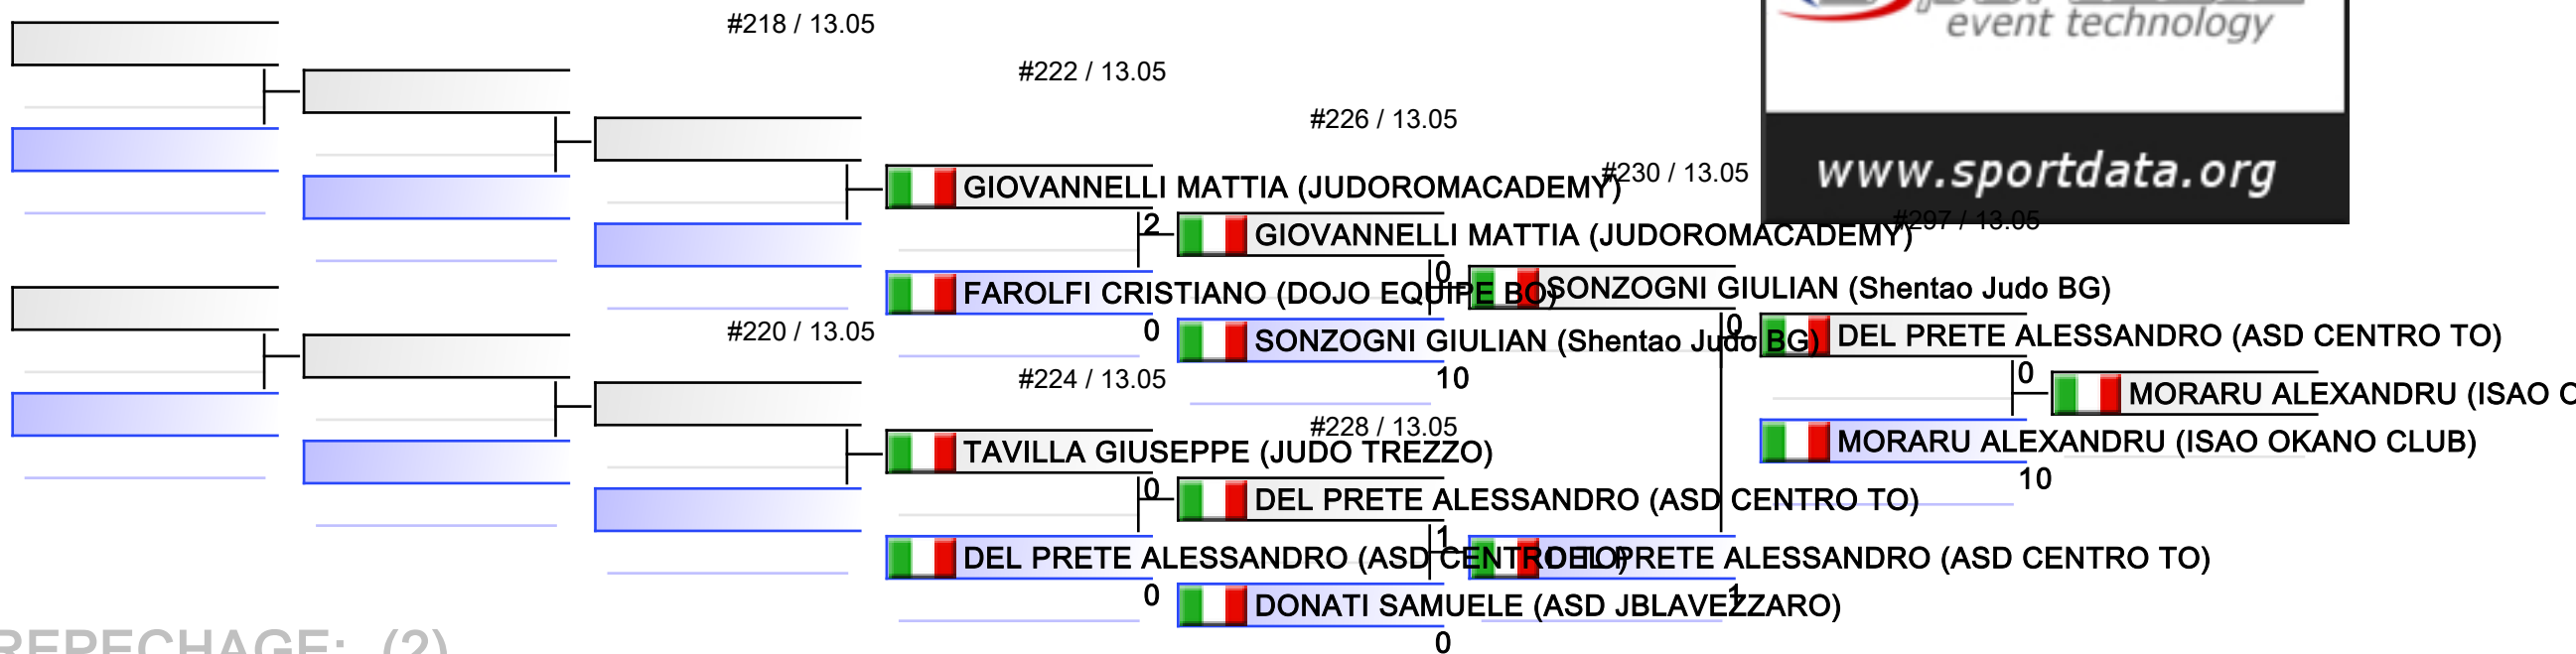 #218 / 13.05
event technology
#222 / 13.05
#226 / 13.05
#230 / 13.05
www.sportdata.org
GIOVANNELLI MATTIA (JUDOROMACADEMY)
2
#297 / 13.05
GIOVANNELLI MATTIA (JUDOROMACADEMY)
0
FAROLFI CRISTIANO (DOJO EQUIPE BO)
SONZOGNI GIULIAN (Shentao Judo BG)
0
#220 / 13.05
0
SONZOGNI GIULIAN (Shentao Judo BG)
DEL PRETE ALESSANDRO (ASD CENTRO TO)
#224 / 13.05
10
0
MORARU ALEXANDRU (ISAO
#228 / 13.05
MORARU ALEXANDRU (ISAO OKANO CLUB)
10
TAVILLA GIUSEPPE (JUDO TREZZO)
0
DEL PRETE ALESSANDRO (ASD CENTRO TO)
1
DEL PRETE ALESSANDRO (ASD CENTRO TO)
DEL PRETE ALESSANDRO (ASD CENTRO TO)
0
1
DONATI SAMUELE (ASD JBLAVEZZARO)
0
REPECHAGE: (2)